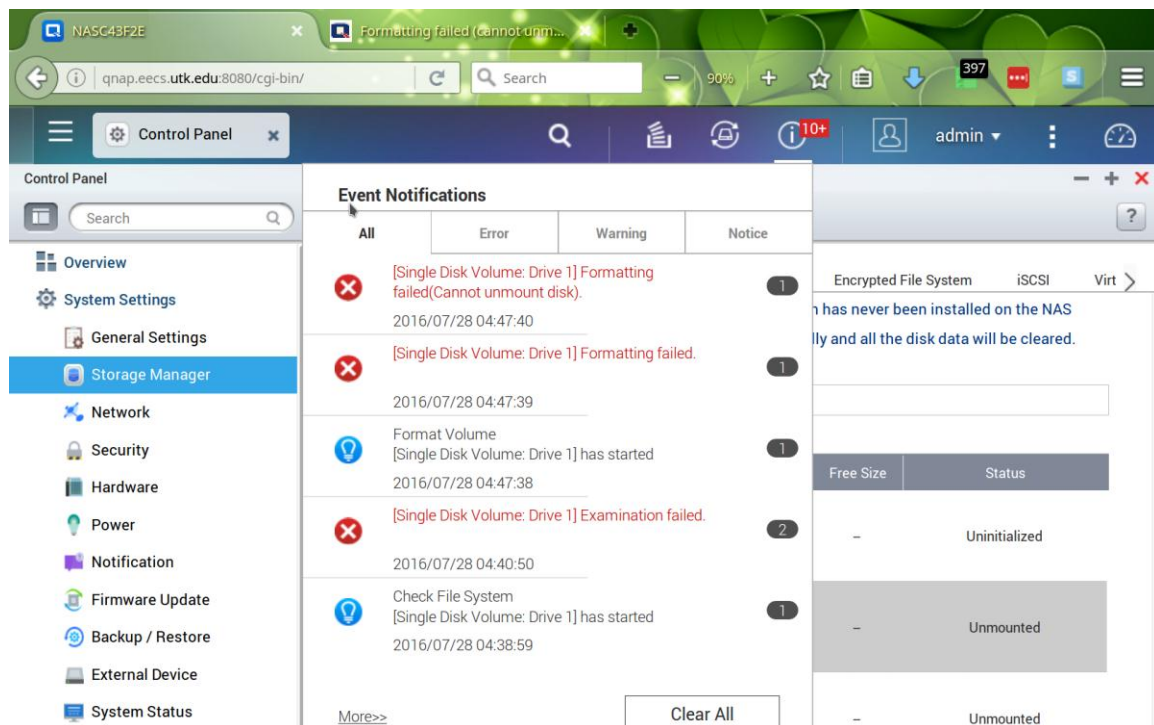 NASC43F2E
Formatting failed (cannot unm...
qnap.eecs.utk.edu:8080/cgi-bin/
Search
90%
397
Control Panel
10+
admin
Control Panel
Search
?
Overview
System Settings
General Settings
Storage Manager
Network
Security
Hardware
Power
Notification
Firmware Update
Backup / Restore
External Device
System Status
Event Notifications
All
Error
Warning
Notice
[Single Disk Volume: Drive 1] Formatting
failed(Cannot unmount disk).
1
2016/07/28 04:47:40
[Single Disk Volume: Drive 1] Formatting failed.
1
2016/07/28 04:47:39
Format Volume
[Single Disk Volume: Drive 1] has started
1
2016/07/28 04:47:38
[Single Disk Volume: Drive 1] Examination failed.
2
2016/07/28 04:40:50
Check File System
[Single Disk Volume: Drive 1] has started
1
2016/07/28 04:38:59
More>>
Clear All
Encrypted File System
iSCSI
Virt
has never been installed on the NAS
and all the disk data will be cleared.
Free Size
Status
–
Uninitialized
–
Unmounted
–
Unmounted